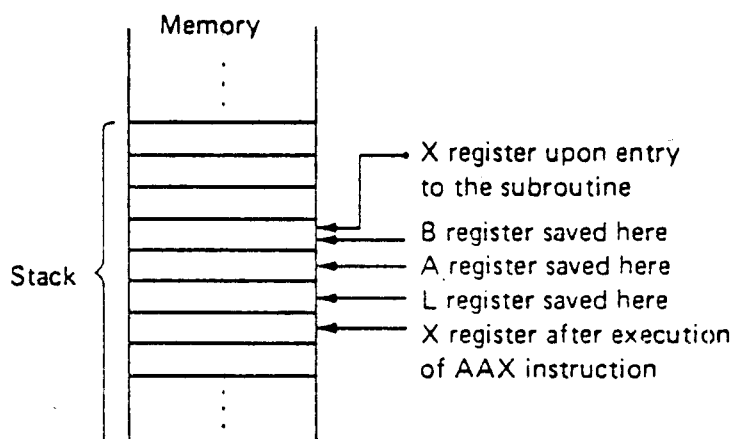 Memory
X register upon entry
to the subroutine
B register saved here
A register saved here
Stack
L register saved here
X register after execution
of AAX instruction